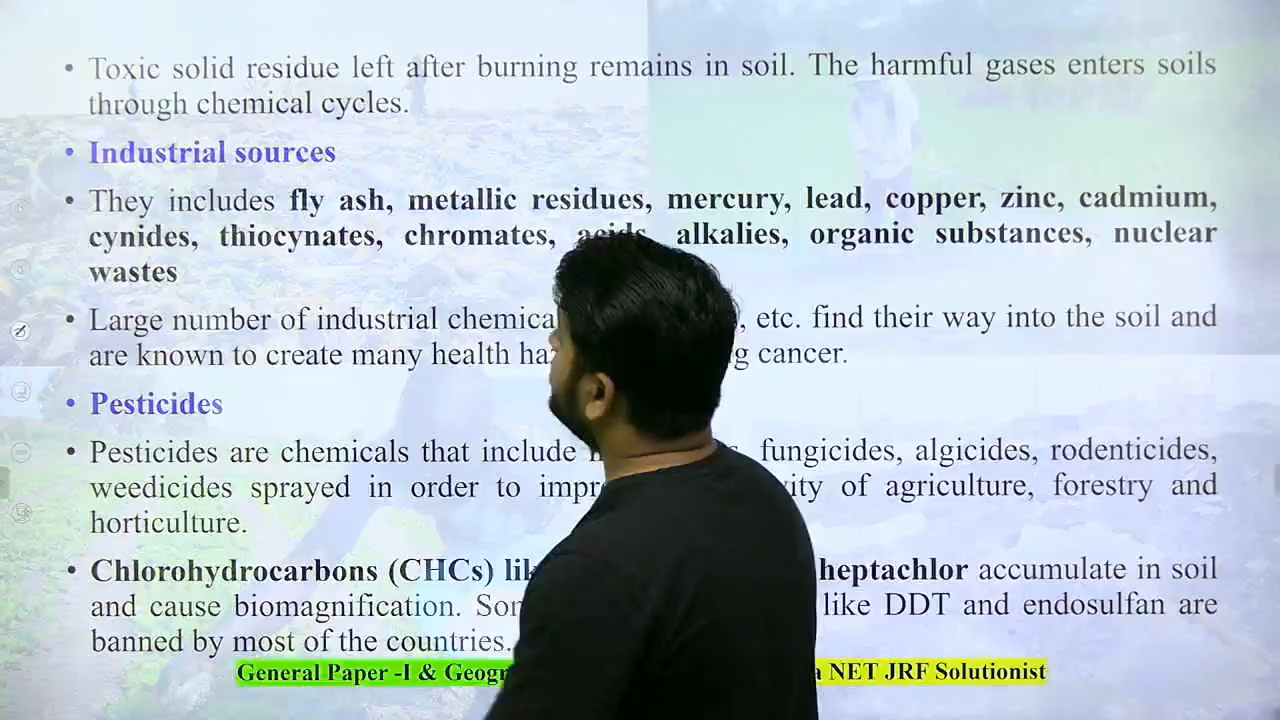 • Toxic solid residue left after burning remains in soil. The harmful gases enters soils
through chemical cycles.
• Industrial sources
• They includes fly ash, metallic residues, mercury, lead, copper, zinc, cadmium,
cynides, thiocynates, chromates, acids, alkalies, organic substances, nuclear
wastes
• Large number of industrial , etc. find their way into the soil and
are known to create many health cancer.
• Pesticides
• Pesticides are chemicals that include fungicides, algicides, rodenticides,
weedicides sprayed in order to of agriculture, forestry and
horticulture.
• Chlorohydrocarbons (CHCs) heptachlor accumulate in soil
and cause biomagnification. like DDT and endosulfan are
banned by most of the countries.
General Paper -I & NET JRF Solutionist